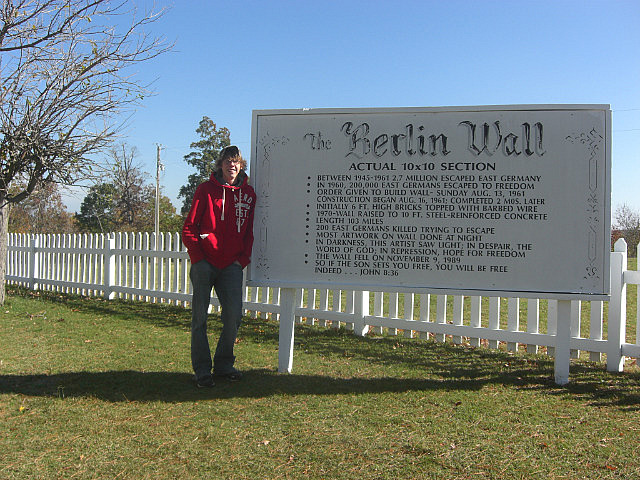 The Berlin Wall
ACTUAL 10x10 SECTION
• BETWEEN 1945-1961 2.7 MILLION ESCAPED EAST GERMANY
• IN 1960, 200,000 EAST GERMANS ESCAPED TO FREEDOM
• ORDER GIVEN TO BUILD WALL- SUNDAY AUG. 13, 1961
• CONSTRUCTION BEGAN AUG. 16; COMPLETED 2 MOS. LATER
• INITIALLY 6 FT. HIGH BRICKS TOPPED WITH BARBED WIRE
• 1970-WALL RAISED TO 10 FT. STEEL-REINFORCED CONCRETE
• LENGTH 103 MILES
• 200 EAST GERMANS KILLED TRYING TO ESCAPE
• MOST ARTWORK ON WALL DONE AT NIGHT
• IN DARKNESS, THIS ARTIST SAW LIGHT; IN DESPAIR, THE
WORD OF GOD; IN REPRESSION, HOPE FOR FREEDOM
• THE WALL FELL ON NOVEMBER 9, 1989
• SO IF THE SON SETS YOU FREE, YOU WILL BE FREE
INDEED . . . JOHN 8:36